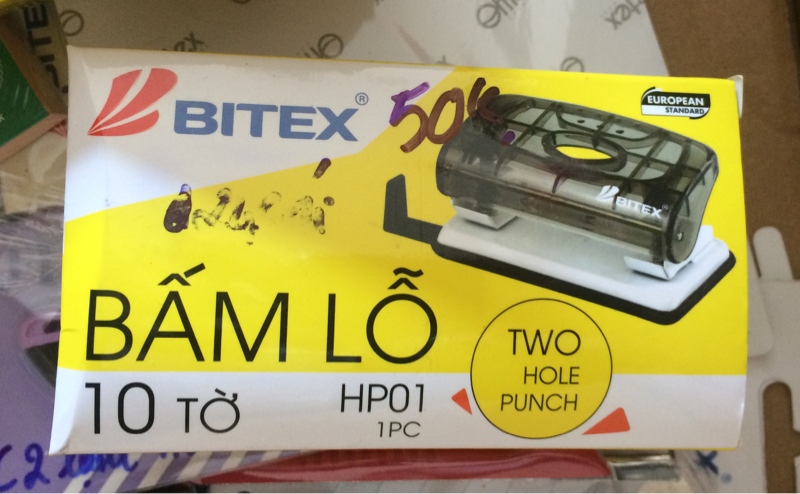 BITEX®
50K
EUROPEAN
STANDARD
BITEX
BẤM LỖ
TWO
HOLE
PUNCH
10 TỜ
HP01
1PC